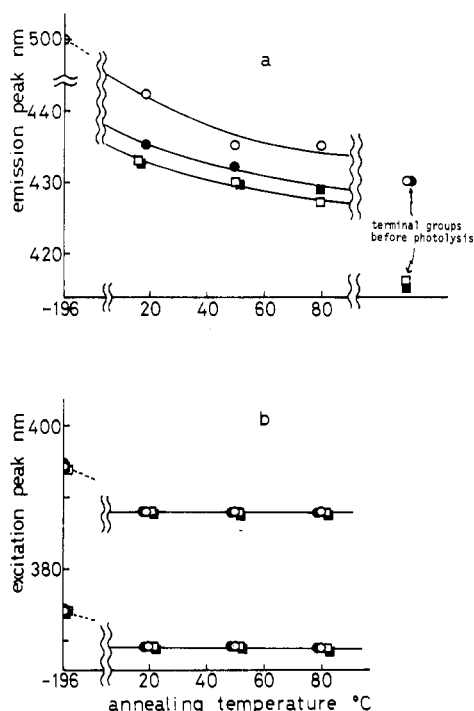 a
emission peak nm
500
440
430
420
terminal groups
before photolysis
-196
20
40
60
80
b
excitation peak nm
400
380
-196
20
40
60
80
annealing temperature °C